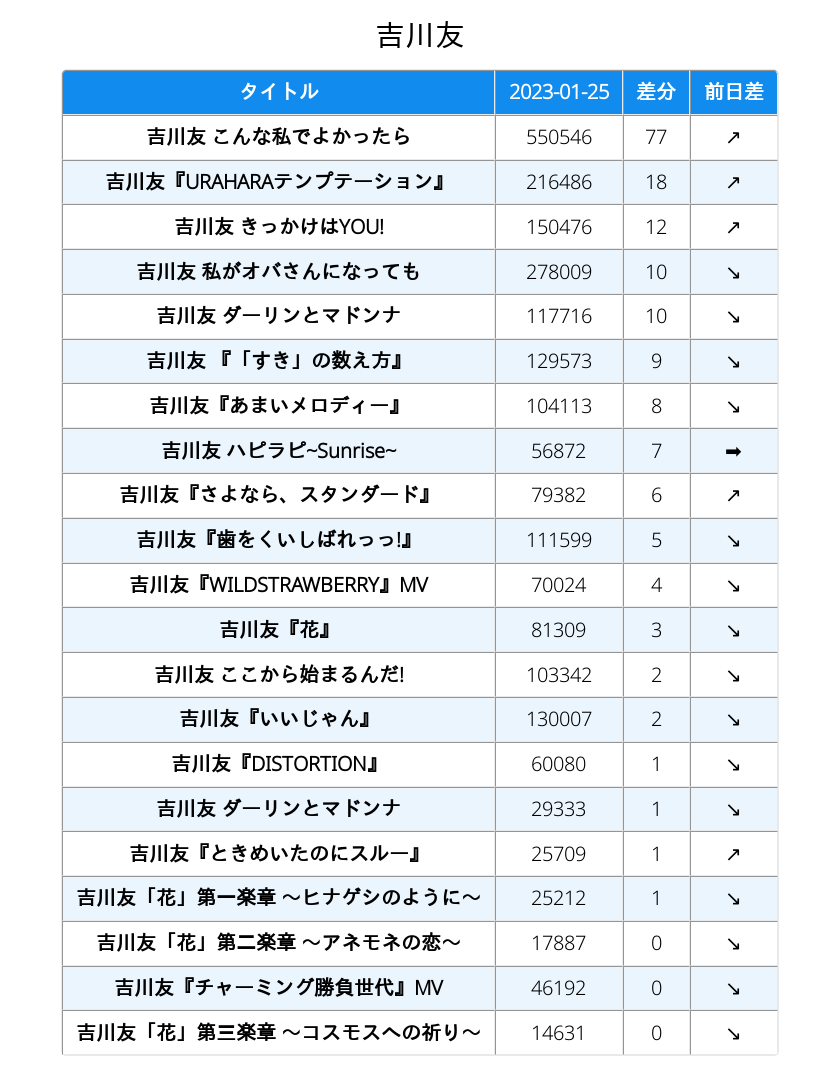 吉川友
タイトル 2023-01-25 差分 前日差
吉川友 こんな私でよかったら 550546 77 ↗
吉川友『URAHARAテンプテーション』 216486 18 ↗
吉川友 きっかけはYOU! 150476 12 ↗
吉川友 私がオバさんになっても 278009 10 ↘
吉川友 ダーリンとマドンナ 117716 10 ↘
吉川友 『「すき」の数え方』 129573 9 ↘
吉川友『あまいメロディー』 104113 8 ↘
吉川友 ハピラピ~Sunrise~ 56872 7 ➡
吉川友『さよなら、スタンダード』 79382 6 ↗
吉川友『歯をくいしばれっっ!』 111599 5 ↘
吉川友『WILDSTRAWBERRY』MV 70024 4 ↘
吉川友『花』 81309 3 ↘
吉川友 ここから始まるんだ! 103342 2 ↘
吉川友『いいじゃん』 130007 2 ↘
吉川友『DISTORTION』 60080 1 ↘
吉川友 ダーリンとマドンナ 29333 1 ↘
吉川友『ときめいたのにスルー』 25709 1 ↗
吉川友「花」第一楽章 〜ヒナゲシのように〜 25212 1 ↘
吉川友「花」第二楽章 〜アネモネの恋〜 17887 0 ↘
吉川友『チャーミング勝負世代』MV 46192 0 ↘
吉川友「花」第三楽章 〜コスモスへの祈り〜 14631 0 ↘